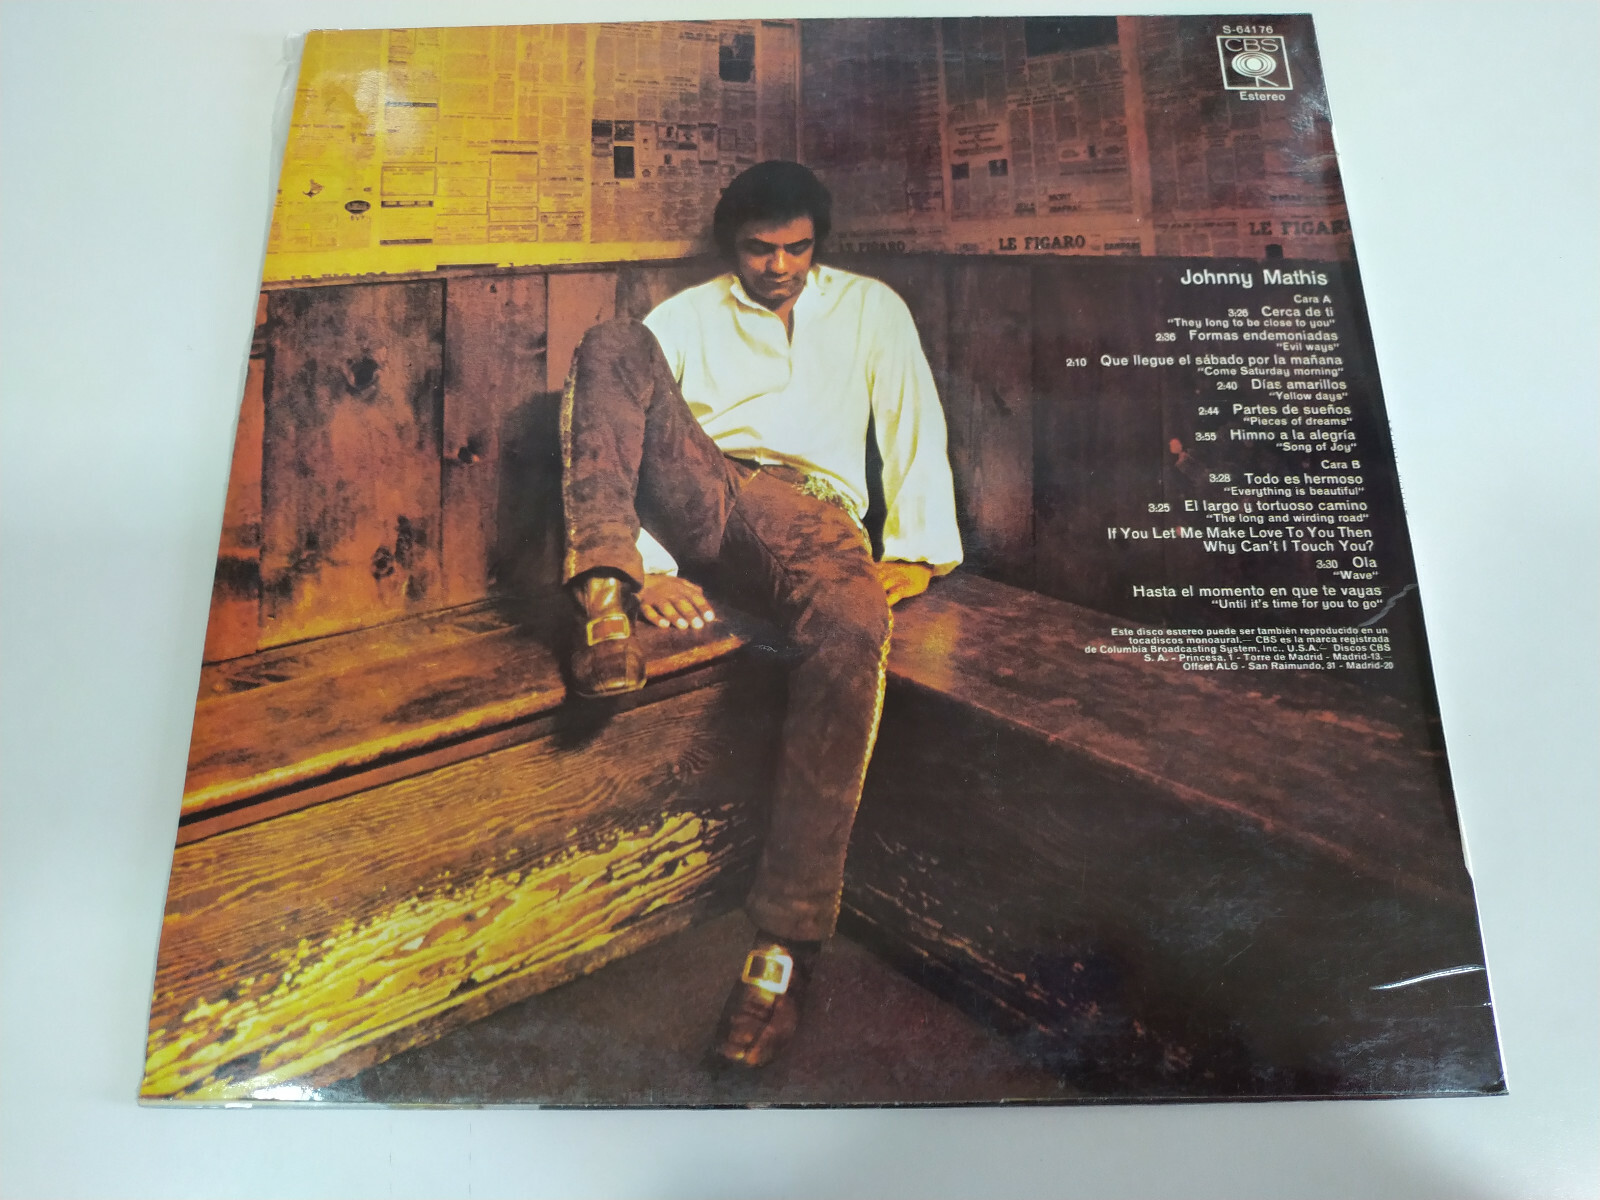 S-64176
CBS
Estereo
LE FIGARO
LE FIGARO
LE FIGAR
Johnny Mathis
Cara A
3:26 Cerca de ti
"They long to be close to you"
2:36 Formas endemoniadas
"Evil ways"
2:10 Que llegue el sábado por la mañana
"Come Saturday morning"
2:40 Días amarillos
"Yellow days"
2:44 Partes de sueños
"Pieces of dreams"
3:55 Himno a la alegría
"Song of Joy"
Cara B
3:28 Todo es hermoso
"Everything is beautiful"
3:25 El largo y tortuoso camino
"The long and wirding road"
If You Let Me Make Love To You Then
Why Can't I Touch You?
3:30 Ola
"Wave"
Hasta el momento en que te vayas
"Until it's time for you to go"
Este disco estereo puede ser también reproducido en un
tocadiscos monoaural.— CBS es la marca registrada
de Columbia Broadcasting System, Inc., U.S.A.— Discos CBS
S. A. - Princesa, 1 - Torre de Madrid - Madrid-13.—
Offset ALG - San Raimundo, 31 - Madrid-20